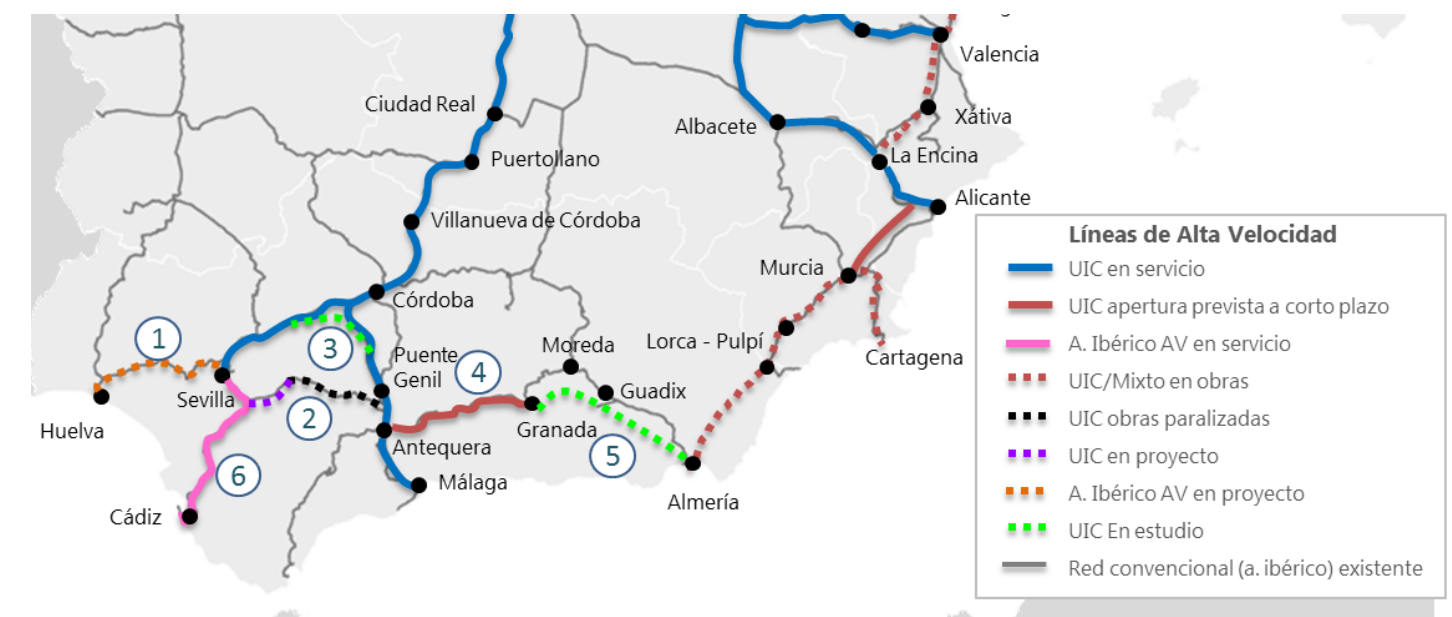 Valencia
Ciudad Real
Xátiva
Albacete
Puertollano
La Encina
Alicante
Villanueva de Córdoba
Murcia
Córdoba
1
3
Moreda
Lorca - Pulpí
Cartagena
Puente
Genil
4
Sevilla
Guadix
2
Huelva
Granada
Antequera
5
6
Málaga
Almería
Cádiz
Líneas de Alta Velocidad
UIC en servicio
UIC apertura prevista a corto plazo
A. Ibérico AV en servicio
UIC/Mixto en obras
UIC obras paralizadas
UIC en proyecto
A. Ibérico AV en proyecto
UIC En estudio
Red convencional (a. ibérico) existente